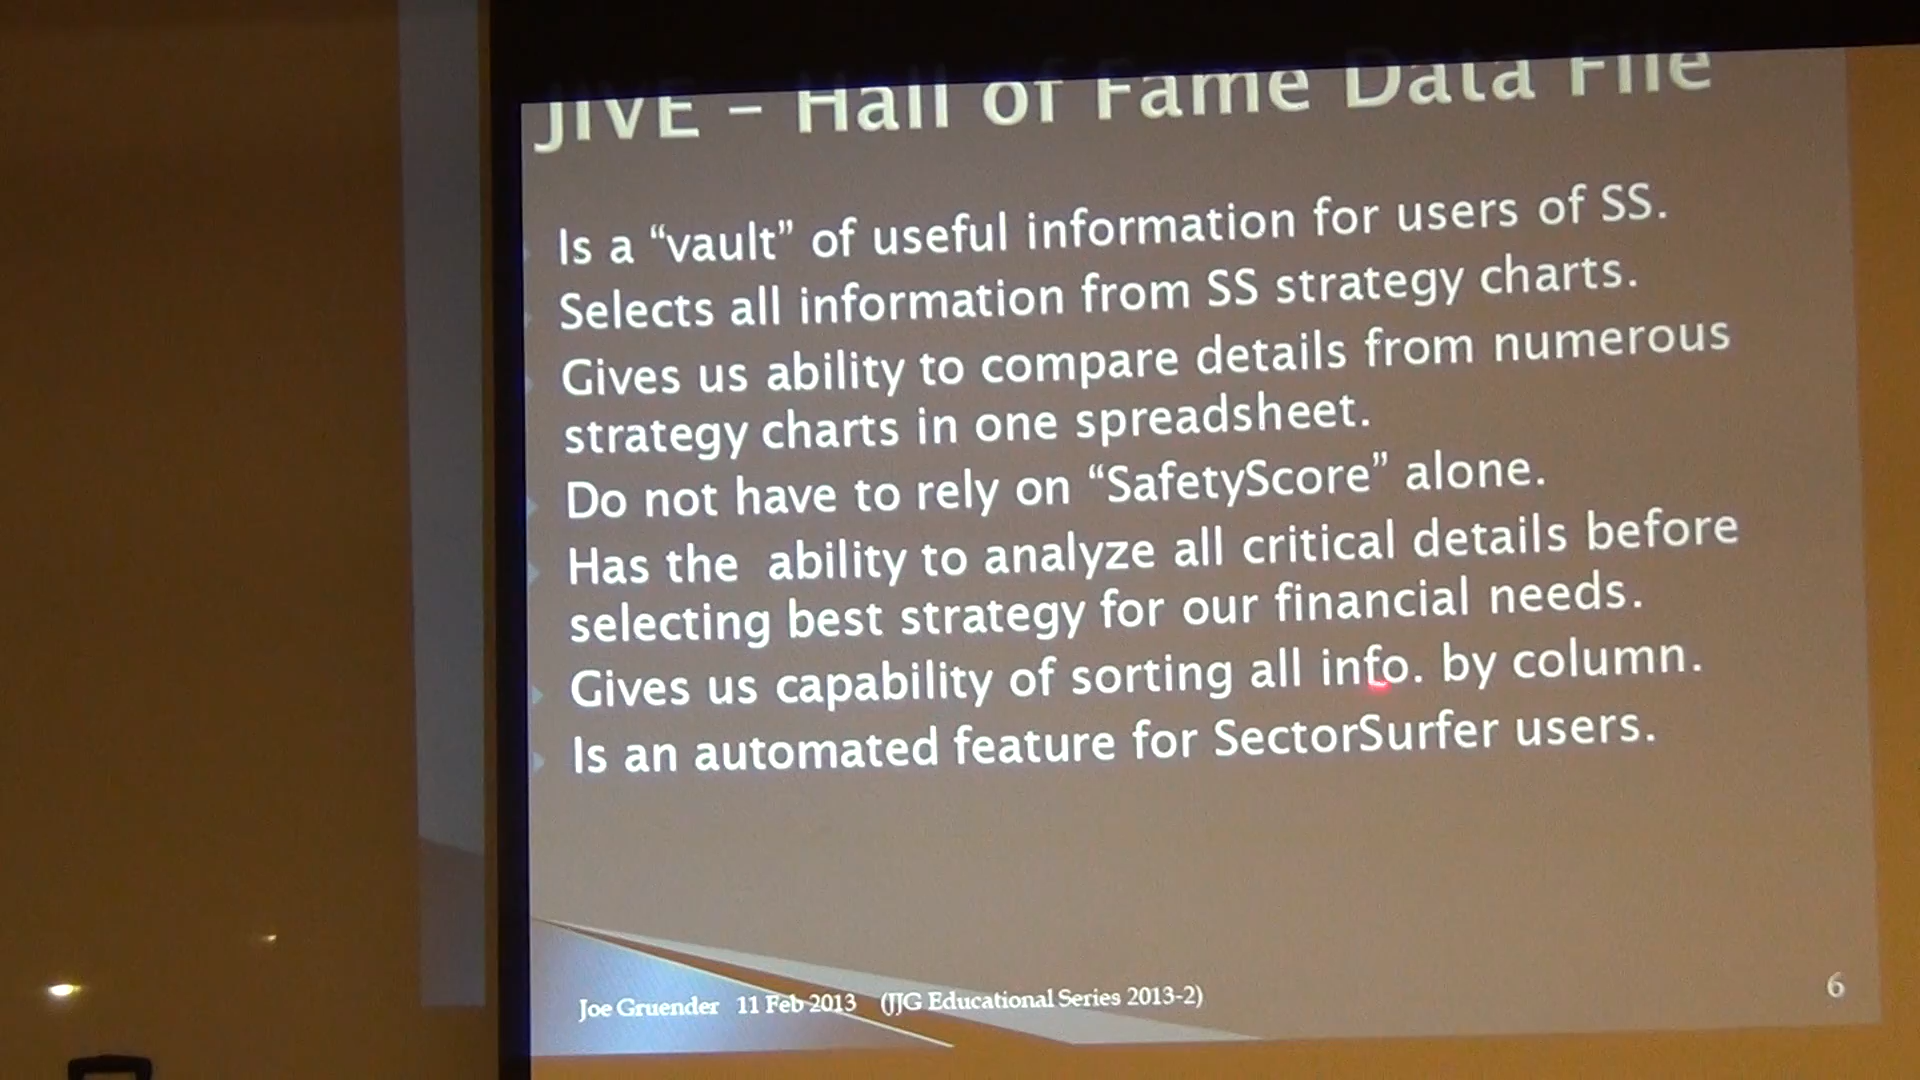 JIVE – Hall of Fame Data File
Is a “vault” of useful information for users of SS.
Selects all information from SS strategy charts.
Gives us ability to compare details from numerous
strategy charts in one spreadsheet.
Do not have to rely on “SafetyScore” alone.
Has the  ability to analyze all critical details before
selecting best strategy for our financial needs.
Gives us capability of sorting all info. by column.
Is an automated feature for SectorSurfer users.
Joe Gruender   11 Feb 2013    (JJG Educational Series 2013-2)
6